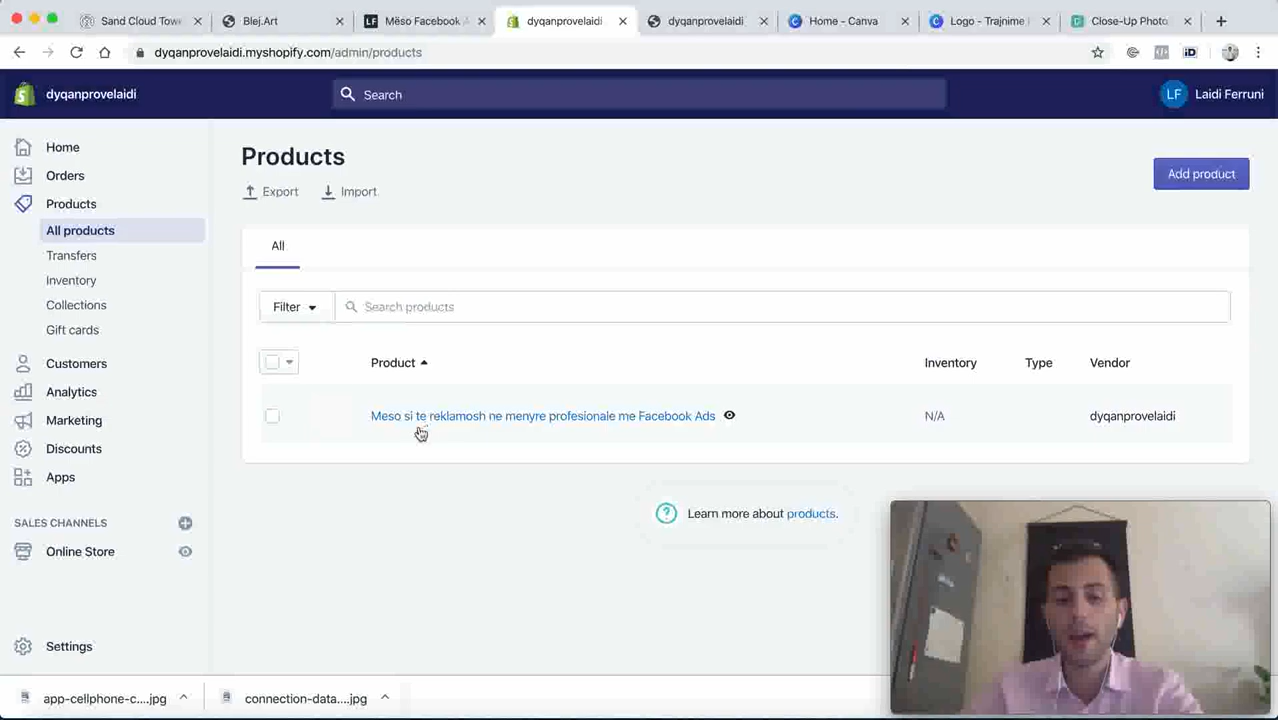 Sand Cloud Tow
Blej.Art
Mëso Facebook A
dyqanprovelaidi
dyqanprovelaidi
Home - Canva
Logo - Trajnime
Close-Up Photo
dyqanprovelaidi.myshopify.com/admin/products
iD
dyqanprovelaidi
Search
LF
Laidi Ferruni
Home
Orders
Products
All products
Transfers
Inventory
Collections
Gift cards
Customers
Analytics
Marketing
Discounts
Apps
SALES CHANNELS
Online Store
Settings
Products
Export
Import
Add product
All
Filter
Search products
Product
Inventory
Type
Vendor
Meso si te reklamosh ne menyre profesionale me Facebook Ads
N/A
dyqanprovelaidi
Learn more about products.
app-cellphone-c....jpg
connection-data....jpg